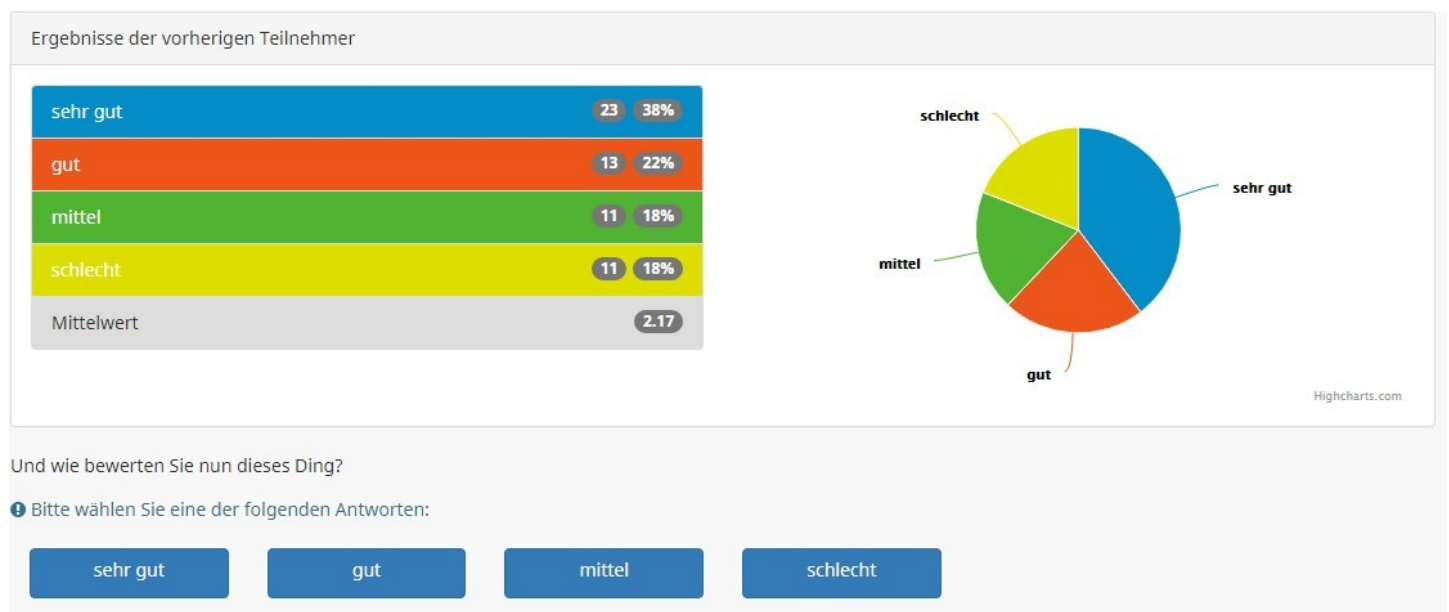 Ergebnisse der vorherigen Teilnehmer
sehr gut 23 38%
gut 13 22%
mittel 11 18%
schlecht 11 18%
Mittelwert 2.17
schlecht
sehr gut
mittel
gut
Highcharts.com
Und wie bewerten Sie nun dieses Ding?
Bitte wählen Sie eine der folgenden Antworten:
sehr gut gut mittel schlecht